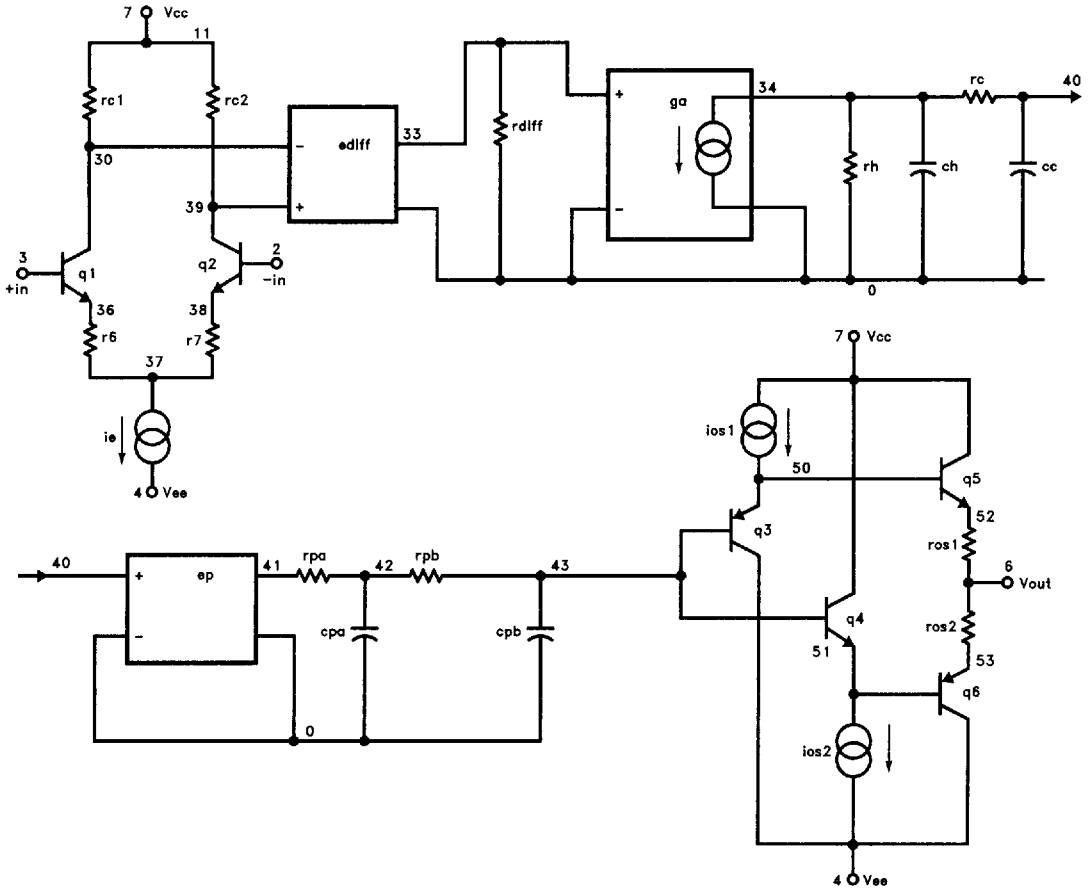 7 Vcc
11
rc1
rc2
30
39
ediff
-
+
33
rdiff
+
-
ga
34
rh
ch
rc
cc
40
0
3
+in
q1
q2
2
-in
36
38
r6
r7
37
ie
4 Vee
7 Vcc
ios1
50
q5
q3
52
ros1
6
Vout
40
+
-
ep
41
rpa
42
rpb
43
cpa
cpb
0
q4
51
ros2
53
q6
ios2
4 Vee